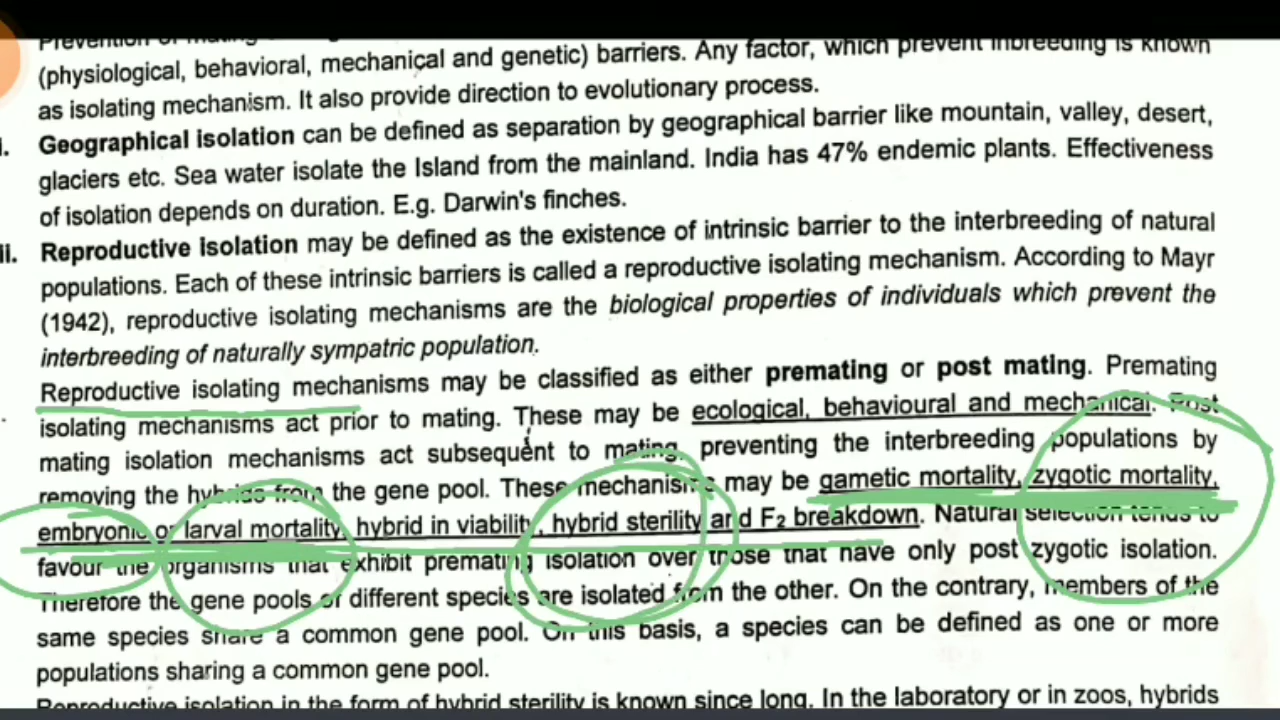 Prevention of mating
(physiological, behavioral, mechanical and genetic) barriers. Any factor, which prevent inbreeding is known
as isolating mechanism. It also provide direction to evolutionary process.
i. Geographical isolation can be defined as separation by geographical barrier like mountain, valley, desert,
glaciers etc. Sea water isolate the Island from the mainland. India has 47% endemic plants. Effectiveness
of isolation depends on duration. E.g. Darwin's finches.
ii. Reproductive isolation may be defined as the existence of intrinsic barrier to the interbreeding of natural
populations. Each of these intrinsic barriers is called a reproductive isolating mechanism. According to Mayr
(1942), reproductive isolating mechanisms are the biological properties of individuals which prevent the
interbreeding of naturally sympatric population.
Reproductive isolating mechanisms may be classified as either premating or post mating. Premating
isolating mechanisms act prior to mating. These may be ecological, behavioural and mechanical. Post
mating isolation mechanisms act subsequent to mating, preventing the interbreeding populations by
removing the hybrids from the gene pool. These mechanisms may be gametic mortality, zygotic mortality,
embryonic or larval mortality, hybrid in viability, hybrid sterility and F₂ breakdown. Natural selection tends to
favour the organisms that exhibit premating isolation over those that have only post zygotic isolation.
Therefore the gene pools of different species are isolated from the other. On the contrary, members of the
same species share a common gene pool. On this basis, a species can be defined as one or more
populations sharing a common gene pool.
Reproductive isolation in the form of hybrid sterility is known since long. In the laboratory or in zoos, hybrids